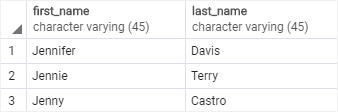 first_name last_name
character varying (45) character varying (45)
1 Jennifer Davis
2 Jennie Terry
3 Jenny Castro